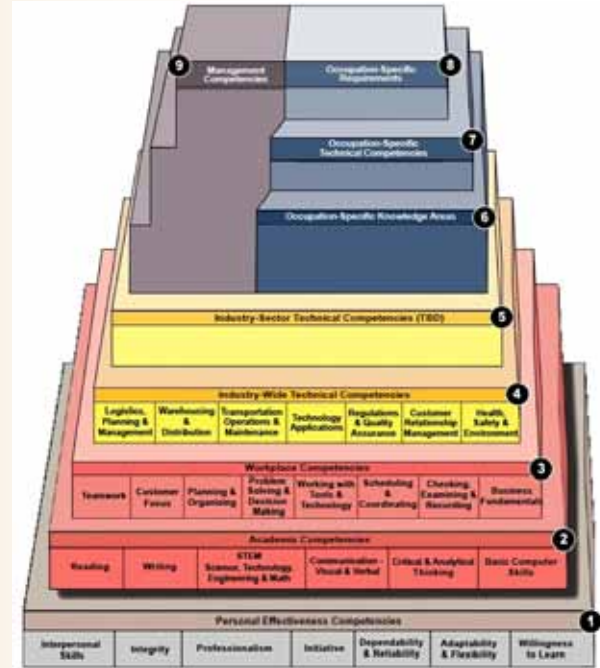 9
Management
Competencies
Occupation-Specific
Requirements
8
Occupation-Specific
Technical Competencies
7
Occupation-Specific Knowledge Areas
6
Industry-Sector Technical Competencies (TBD)
5
Industry-Wide Technical Competencies
4
Logistics,
Planning &
Management
Warehousing
&
Distribution
Transportation
Operations &
Maintenance
Technology
Applications
Regulations
& Quality
Assurance
Customer
Relationship
Management
Health,
Safety &
Environment
Workplace Competencies
3
Teamwork
Customer
Focus
Planning &
Organizing
Problem
Solving &
Decision
Making
Working with
Tools &
Technology
Scheduling
&
Coordinating
Checking,
Examining &
Recording
Business
Fundamentals
Academic Competencies
2
Reading
Writing
STEM
Science, Technology,
Engineering & Math
Communication -
Visual & Verbal
Critical & Analytical
Thinking
Basic Computer
Skills
Personal Effectiveness Competencies
1
Interpersonal
Skills
Integrity
Professionalism
Initiative
Dependability
& Reliability
Adaptability
& Flexibility
Willingness
to Learn